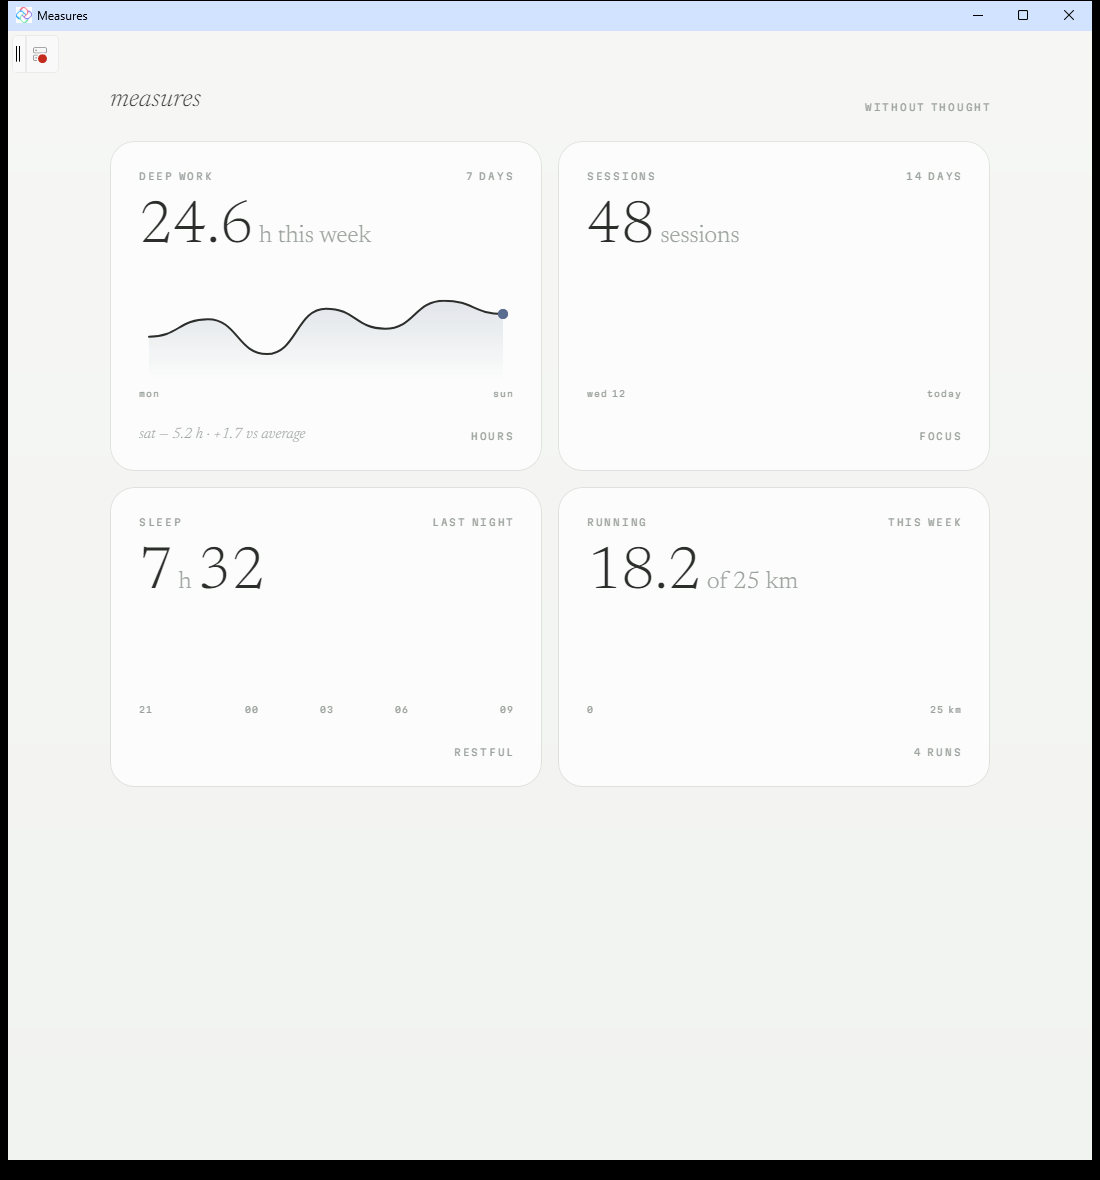 Measures
measures
WITHOUT THOUGHT
DEEP WORK 7 DAYS
24.6 h this week
mon sun
sat — 5.2 h · +1.7 vs average HOURS
SESSIONS 14 DAYS
48 sessions
wed 12 today
FOCUS
SLEEP LAST NIGHT
7 h 32
21 00 03 06 09
RESTFUL
RUNNING THIS WEEK
18.2 of 25 km
0 25 km
4 RUNS